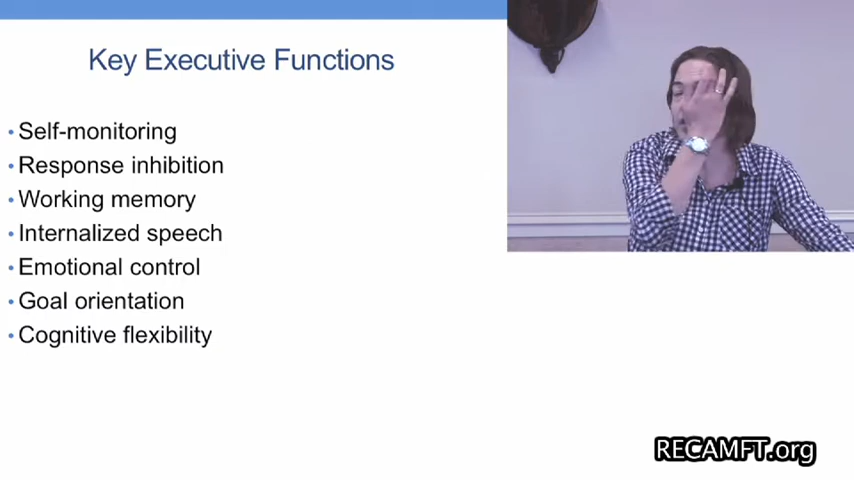 Key Executive Functions
• Self-monitoring
• Response inhibition
• Working memory
• Internalized speech
• Emotional control
• Goal orientation
• Cognitive flexibility
RECAMFT.org